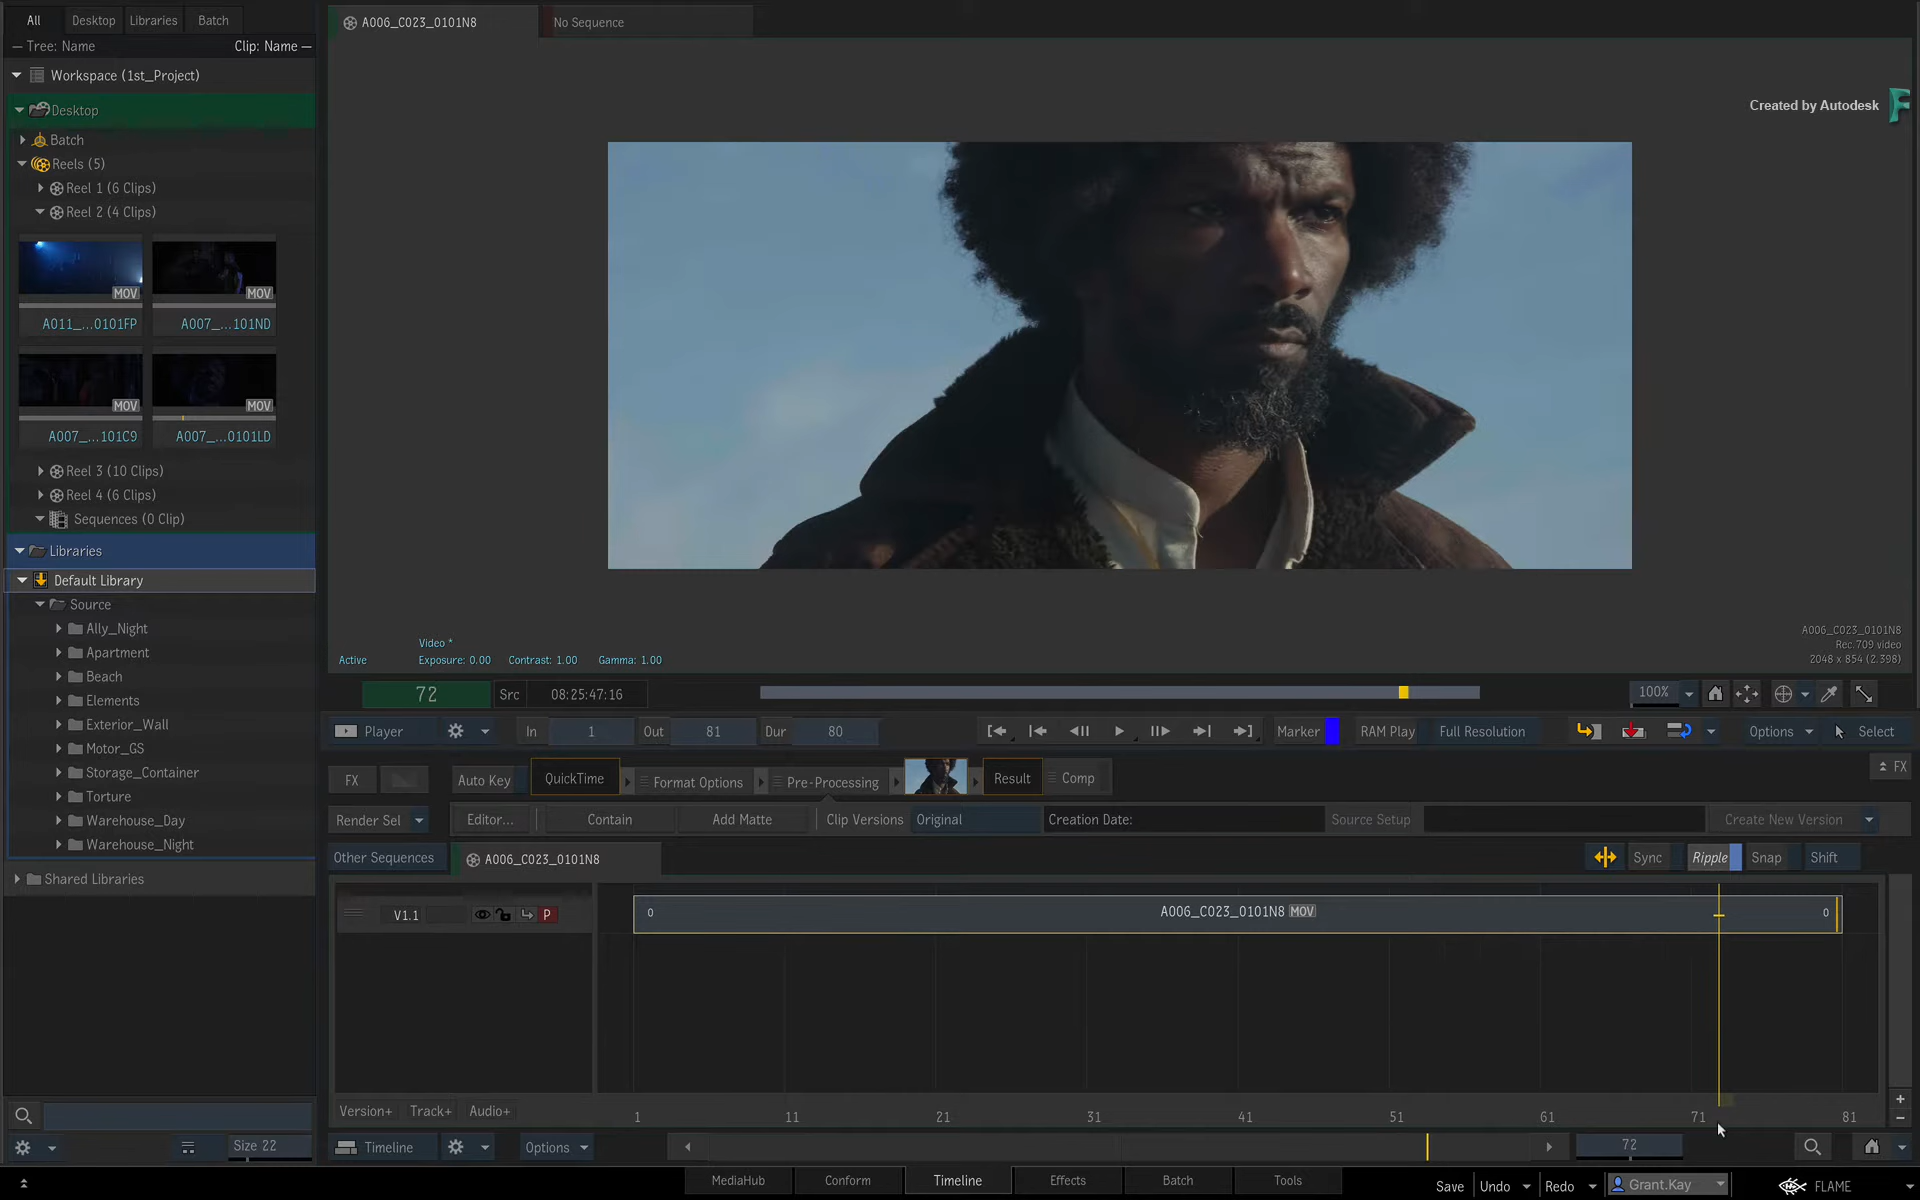 All Desktop Libraries Batch
Tree: Name Clip: Name
Workspace (1st_Project)
Desktop
Batch
Reels (5)
Reel 1 (6 Clips)
Reel 2 (4 Clips)
MOV MOV
A011_...0101FP A007_...101ND
MOV MOV
A007_...101C9 A007_...0101LD
Reel 3 (10 Clips)
Reel 4 (6 Clips)
Sequences (0 Clip)
Libraries
Default Library
Source
Ally_Night
Apartment
Beach
Elements
Exterior_Wall
Motor_GS
Storage_Container
Torture
Warehouse_Day
Warehouse_Night
Shared Libraries
Size 22
A006_C023_0101N8 No Sequence
Created by Autodesk
Video *
Active Exposure: 0.00 Contrast: 1.00 Gamma: 1.00
A006_C023_0101N8
Rec.709 video
2048 x 854 (2.398)
72 Src 08:25:47:16 100%
Player In 1 Out 81 Dur 80 Marker RAM Play Full Resolution Options Select
FX Auto Key QuickTime Format Options Pre-Processing Result Comp FX
Render Sel Editor... Contain Add Matte Clip Versions Original Creation Date: Source Setup Create New Version
Other Sequences A006_C023_0101N8 Sync Ripple Snap Shift
V1.1 P 0 A006_C023_0101N8 MOV 0
Version+ Track+ Audio+ 1 11 21 31 41 51 61 71 81
Timeline Options 72
MediaHub Conform Timeline Effects Batch Tools Save Undo Redo Grant.Kay FLAME